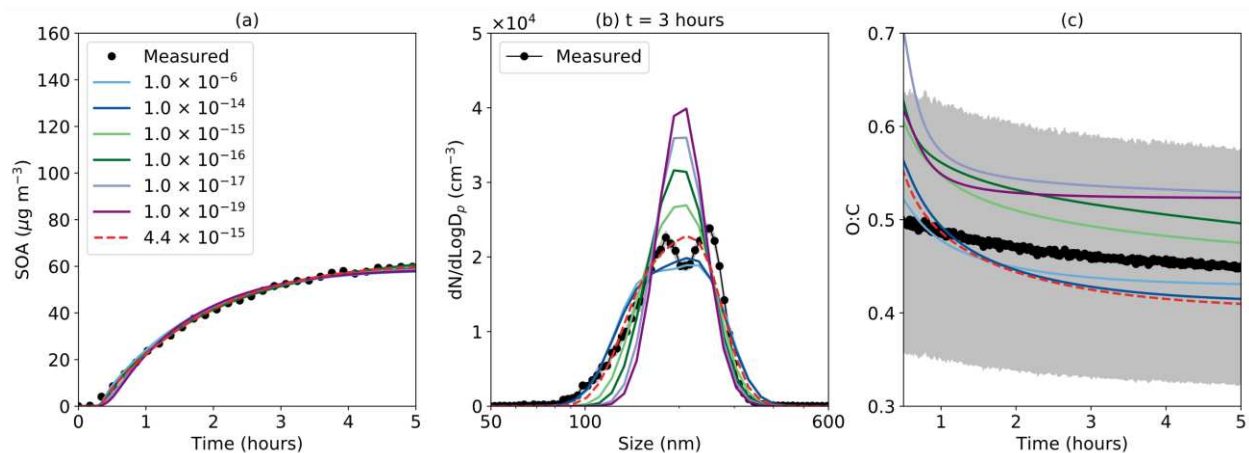 (a)
160
140
120
100
80
60
40
20
0
SOA (μg m⁻³)
Measured
1.0 × 10⁻⁶
1.0 × 10⁻¹⁴
1.0 × 10⁻¹⁵
1.0 × 10⁻¹⁶
1.0 × 10⁻¹⁷
1.0 × 10⁻¹⁹
4.4 × 10⁻¹⁵
0 1 2 3 4 5
Time (hours)
(b) t = 3 hours
×10⁴
5
4
3
2
1
0
dN/dLogDₚ (cm⁻³)
Measured
50 100 600
Size (nm)
(c)
0.7
0.6
0.5
0.4
0.3
O:C
1 2 3 4 5
Time (hours)